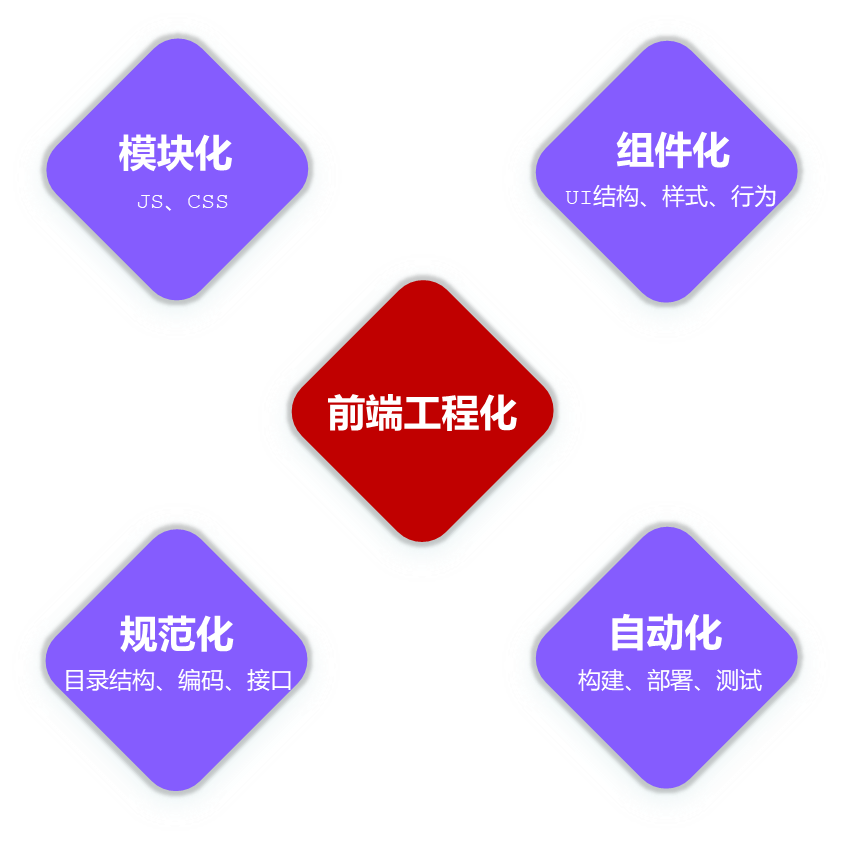 模块化
JS、CSS
组件化
UI结构、样式、行为
前端工程化
规范化
目录结构、编码、接口
自动化
构建、部署、测试